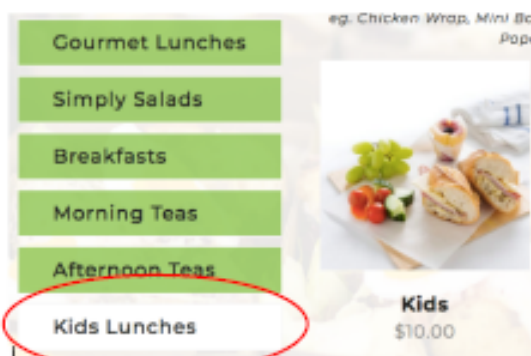 Gourmet Lunches
Simply Salads
Breakfasts
Morning Teas
Afternoon Teas
Kids Lunches
eg. Chicken Wrap, Mini
Kids
$10.00